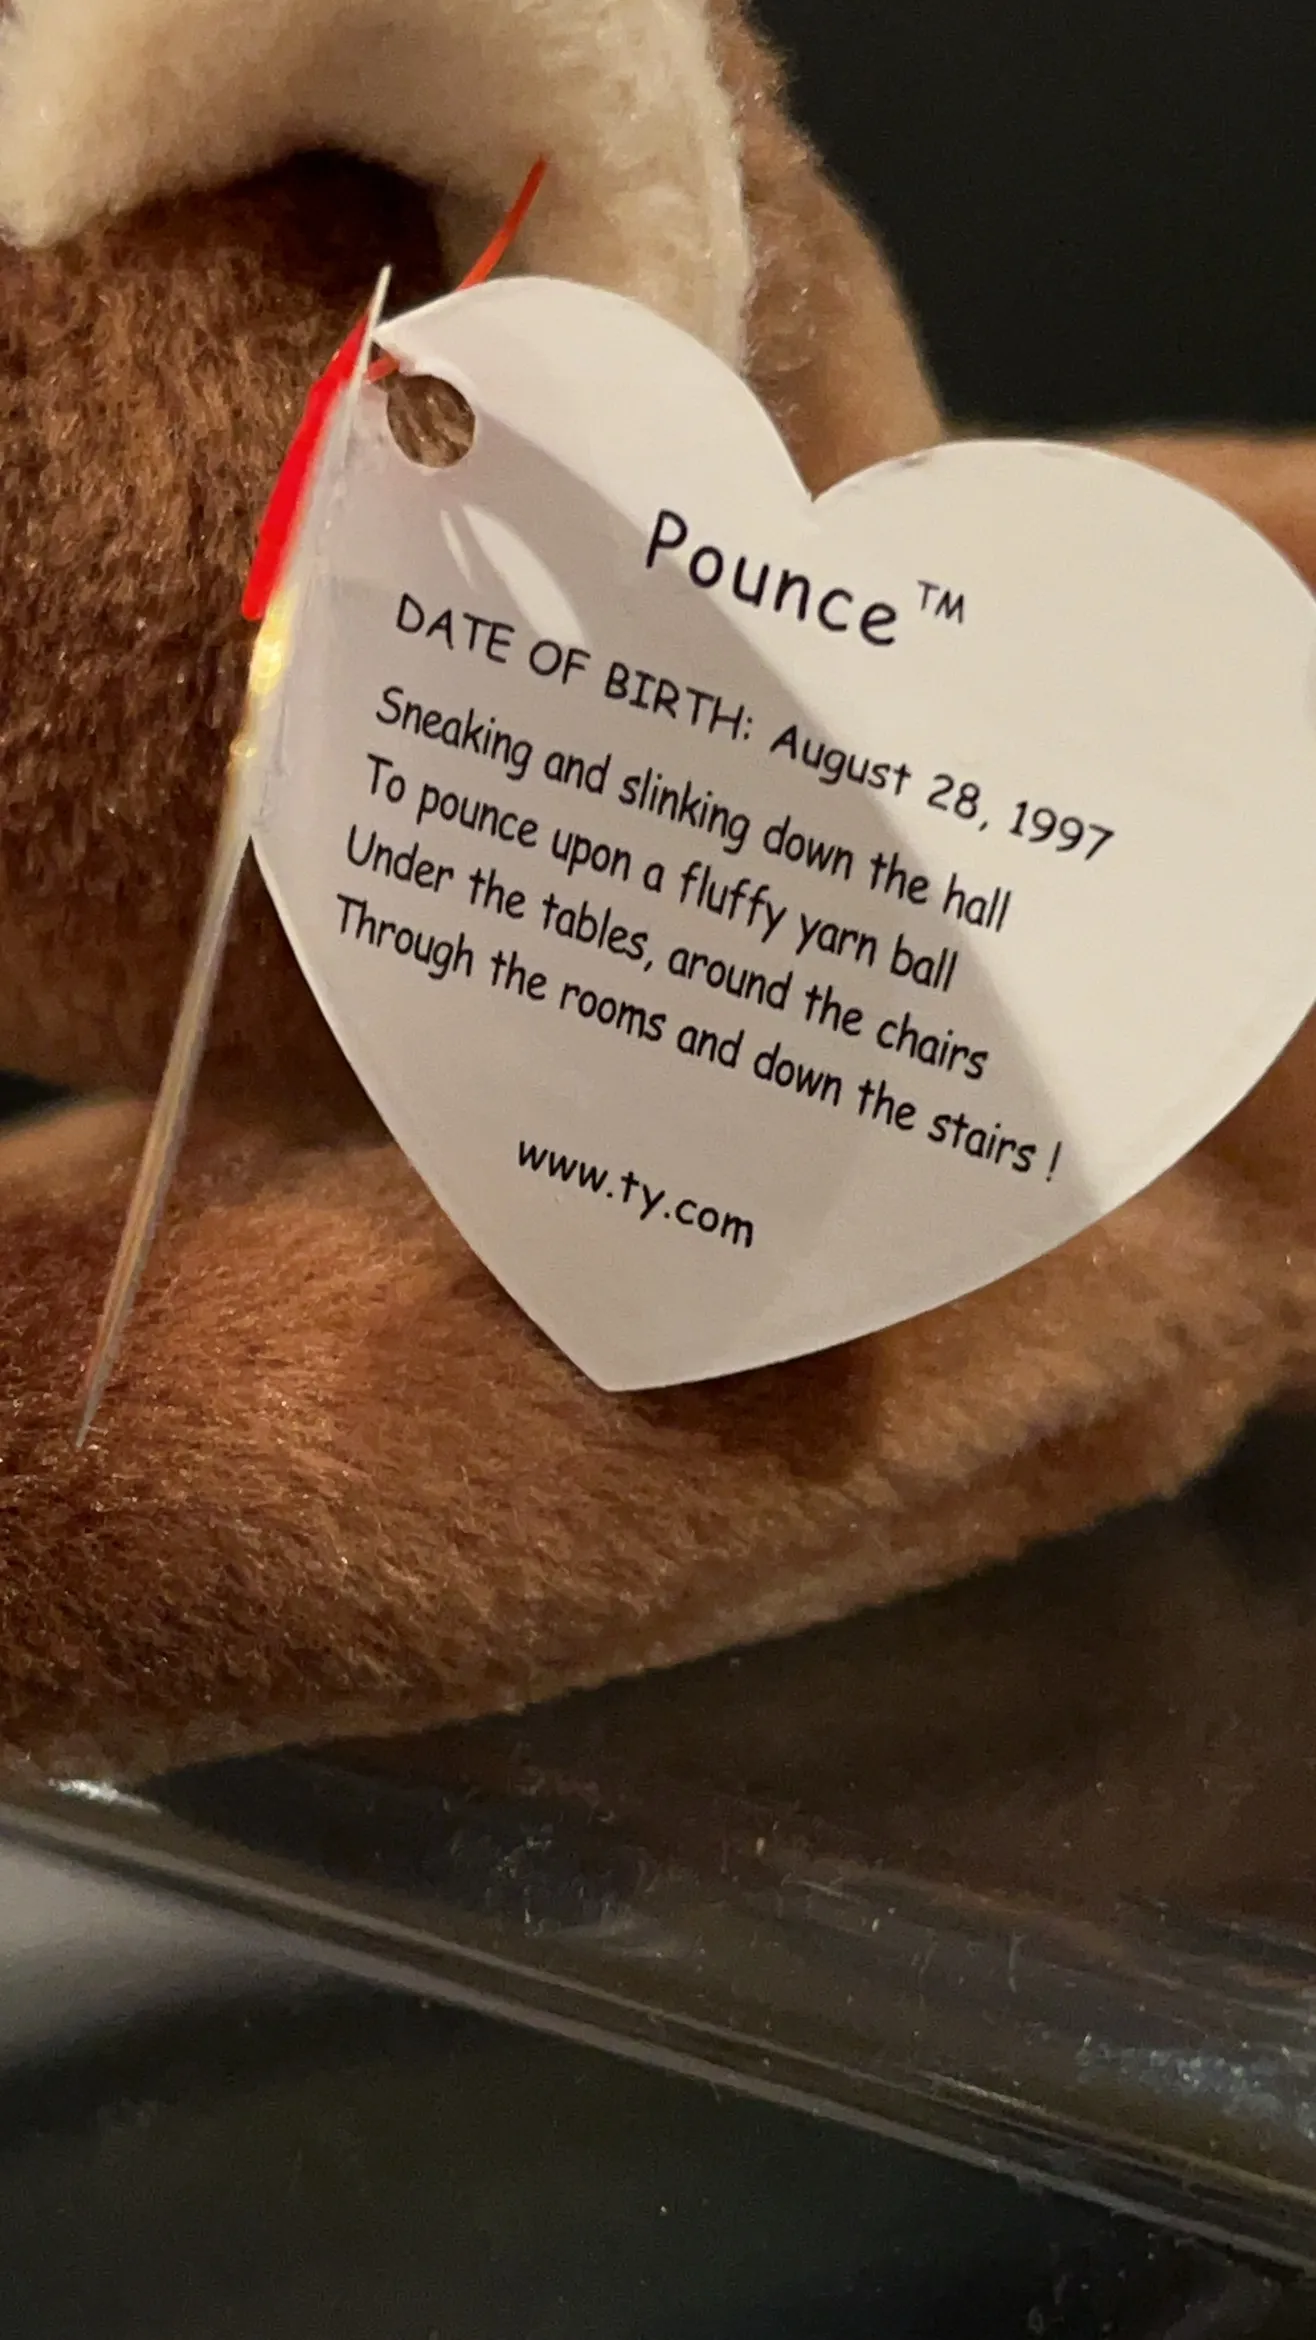 Pounce™
DATE OF BIRTH: August 28, 1997
Sneaking and slinking down the hall
To pounce upon a fluffy yarn ball
Under the tables, around the chairs
Through the rooms and down the stairs !
www.ty.com